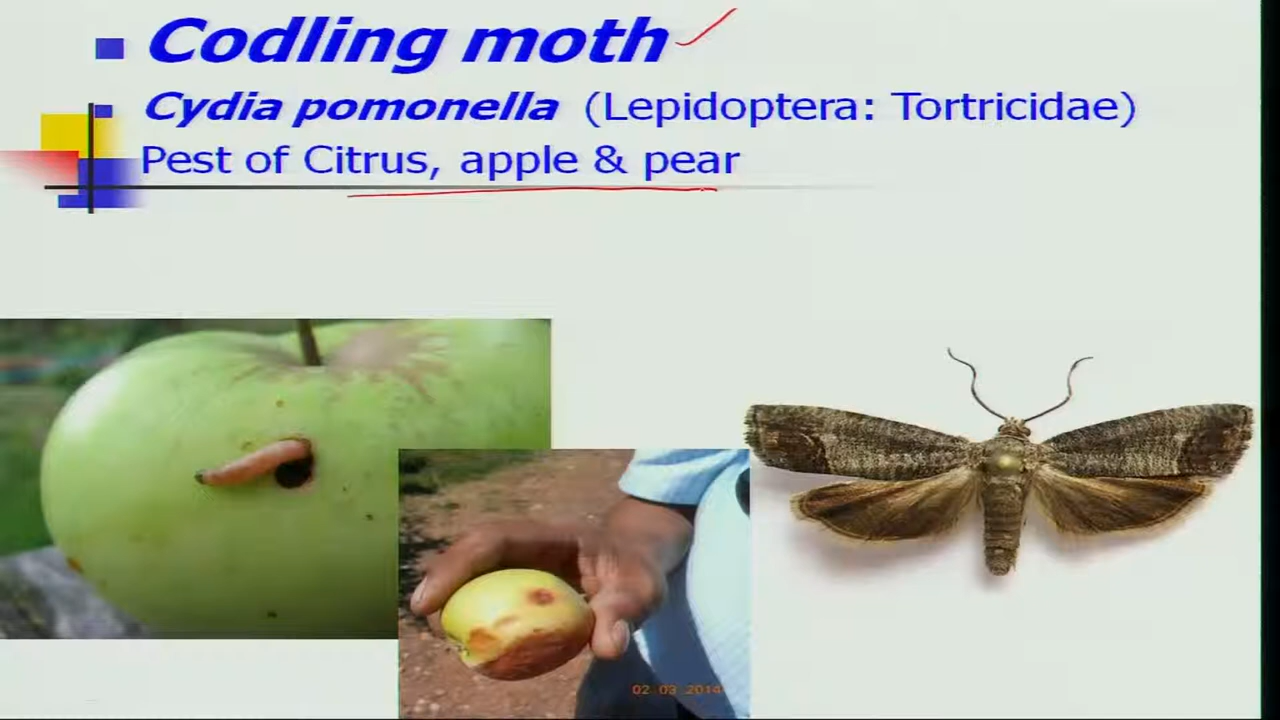 Codling moth
Cydia pomonella (Lepidoptera: Tortricidae)
Pest of Citrus, apple & pear
02 03 2014